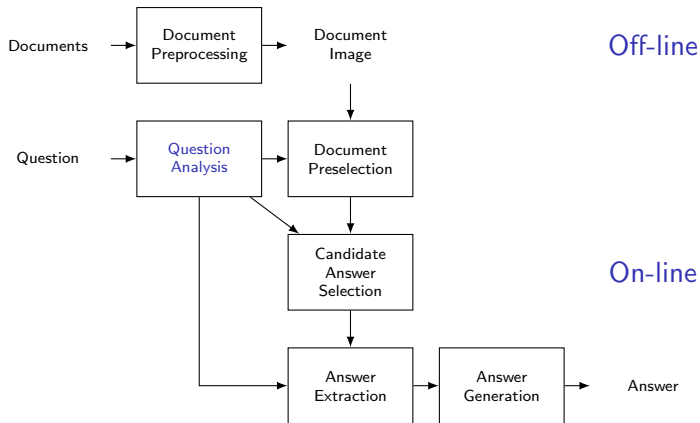 Documents
Document
Preprocessing
Document
Image
Off-line
Question
Question
Analysis
Document
Preselection
Candidate
Answer
Selection
On-line
Answer
Extraction
Answer
Generation
Answer